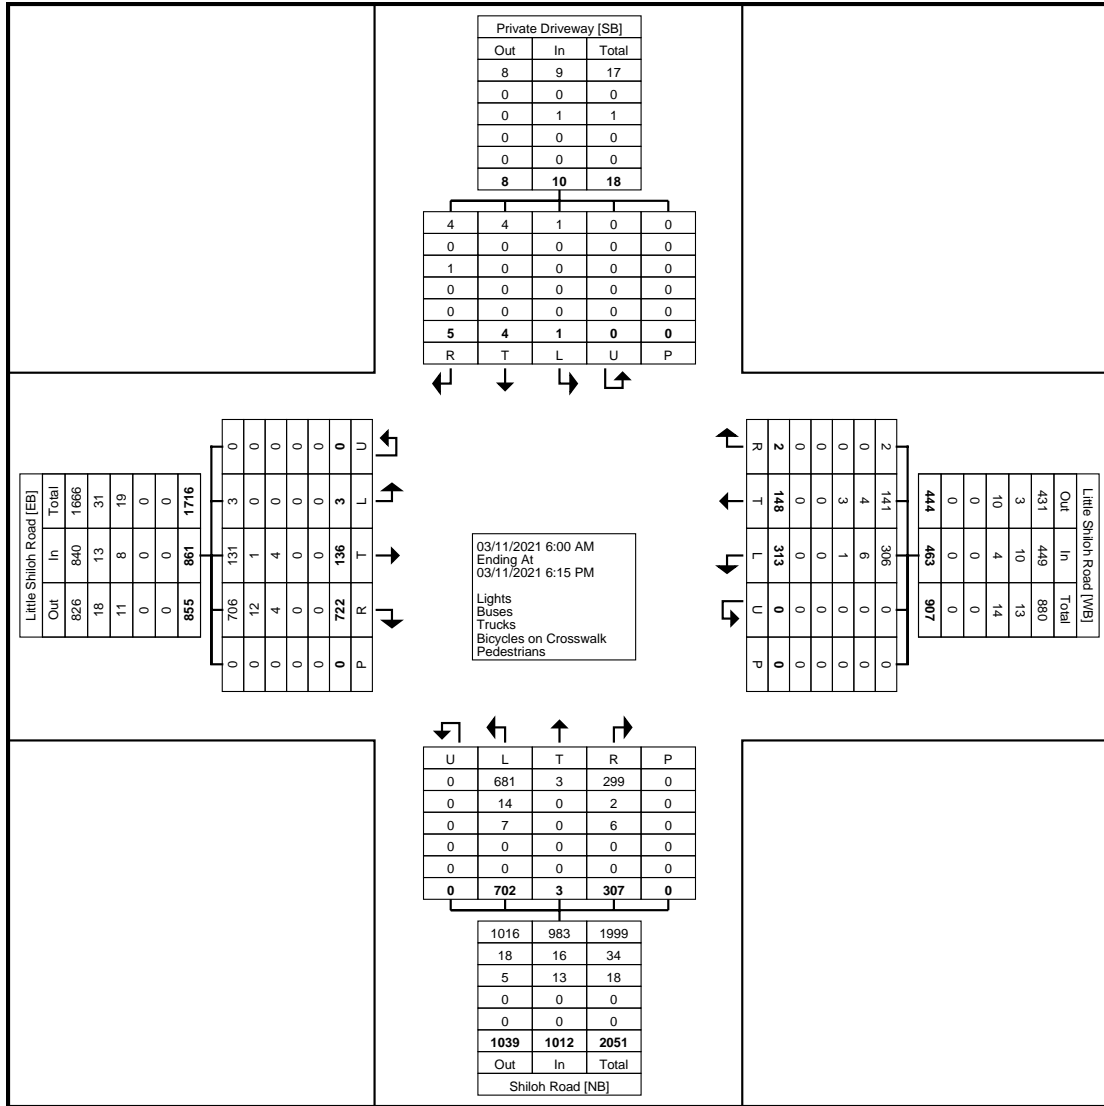 Private Driveway [SB]
Out In Total
8 9 17
0 0 0
0 1 1
0 0 0
0 0 0
8 10 18
4 4 1 0 0
0 0 0 0 0
1 0 0 0 0
0 0 0 0 0
0 0 0 0 0
5 4 1 0 0
R T L U P
Little Shiloh Road [EB]
Total 1666 31 19 0 0 1716
In 840 13 8 0 0 861
Out 826 18 11 0 0 855
0 0 0 0 0 0 U
3 0 0 0 0 3 L
131 1 4 0 0 136 T
706 12 4 0 0 722 R
0 0 0 0 0 0 P
03/11/2021 6:00 AM
Ending At
03/11/2021 6:15 PM
Lights
Buses
Trucks
Bicycles on Crosswalk
Pedestrians
R 2 0 0 0 0 2
T 148 0 0 3 4 141
L 313 0 0 1 6 306
U 0 0 0 0 0 0
P 0 0 0 0 0 0
Little Shiloh Road [WB]
Out In Total
431 449 880
3 10 13
10 4 14
0 0 0
0 0 0
444 463 907
U L T R P
0 681 3 299 0
0 14 0 2 0
0 7 0 6 0
0 0 0 0 0
0 0 0 0 0
0 702 3 307 0
1016 983 1999
18 16 34
5 13 18
0 0 0
0 0 0
1039 1012 2051
Out In Total
Shiloh Road [NB]